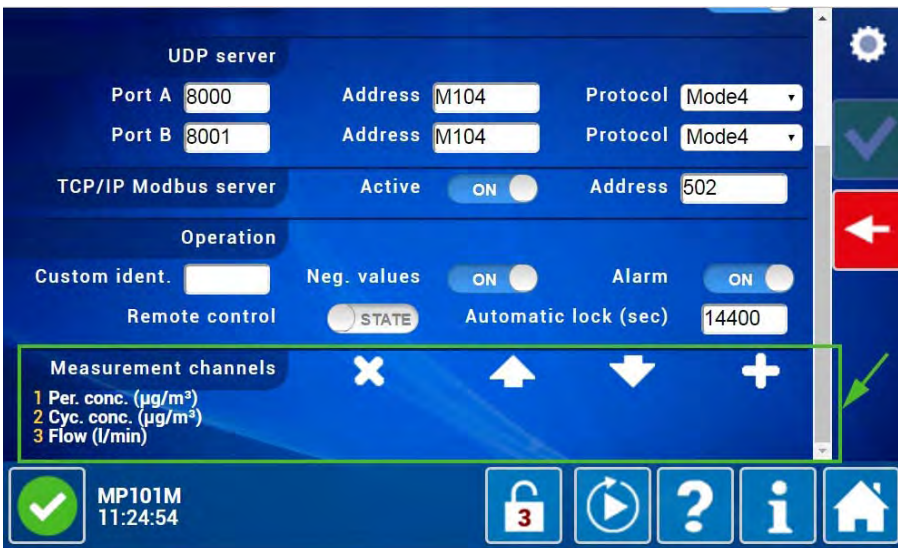 UDP server
Port A 8000 Address M104 Protocol Mode4
Port B 8001 Address M104 Protocol Mode4
TCP/IP Modbus server Active ON Address 502
Operation
Custom ident. Neg. values ON Alarm ON
Remote control STATE Automatic lock (sec) 14400
Measurement channels
1 Per. conc. (µg/m³)
2 Cyc. conc. (µg/m³)
3 Flow (l/min)
MP101M
11:24:54
3
? i